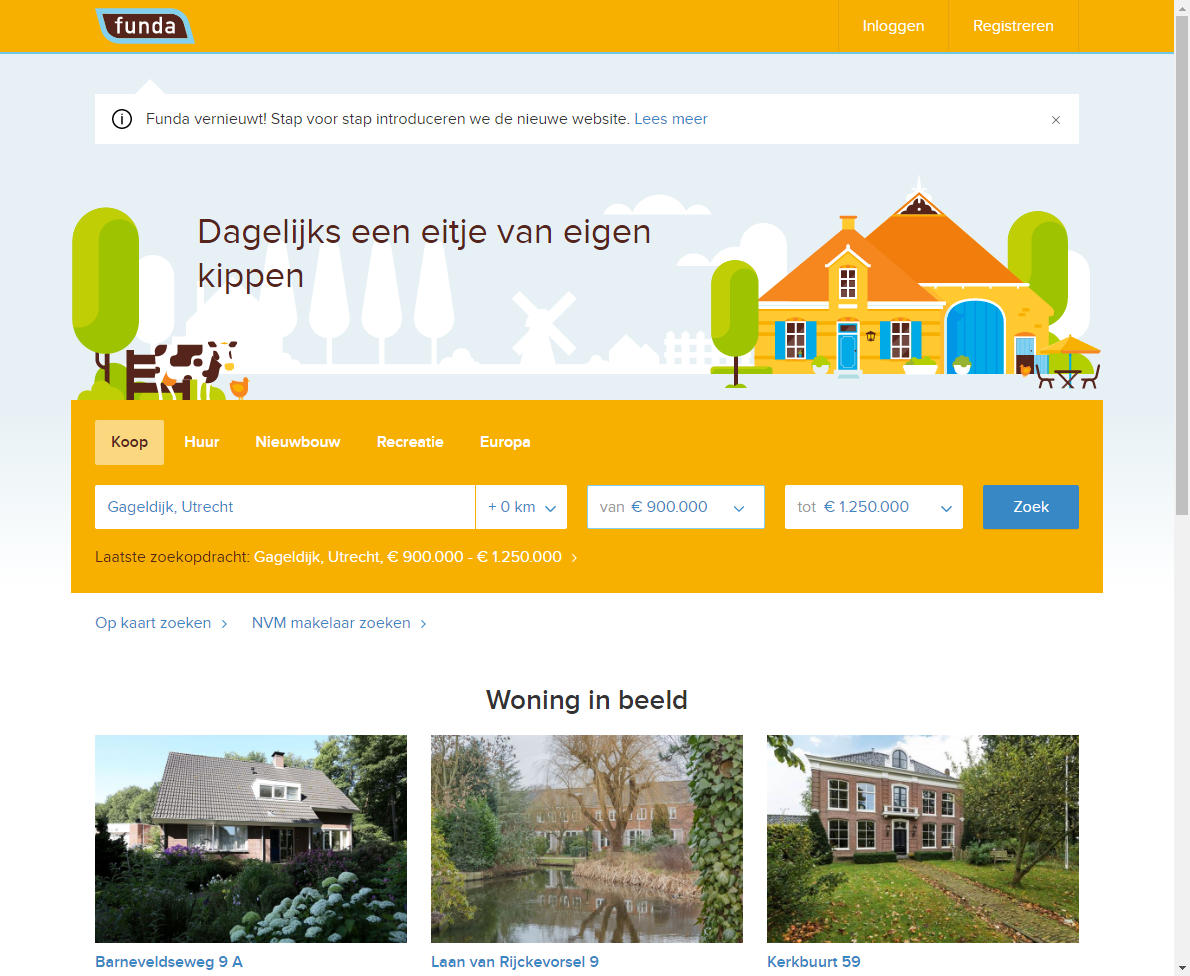 funda
Inloggen
Registreren
Funda vernieuwt! Stap voor stap introduceren we de nieuwe website. Lees meer
Dagelijks een eitje van eigen
kippen
Koop
Huur
Nieuwbouw
Recreatie
Europa
Gageldijk, Utrecht
+ 0 km
van € 900.000
tot € 1.250.000
Zoek
Laatste zoekopdracht: Gageldijk, Utrecht, € 900.000 - € 1.250.000
Op kaart zoeken
NVM makelaar zoeken
Woning in beeld
Barneveldseweg 9 A
Laan van Rijckevorsel 9
Kerkbuurt 59